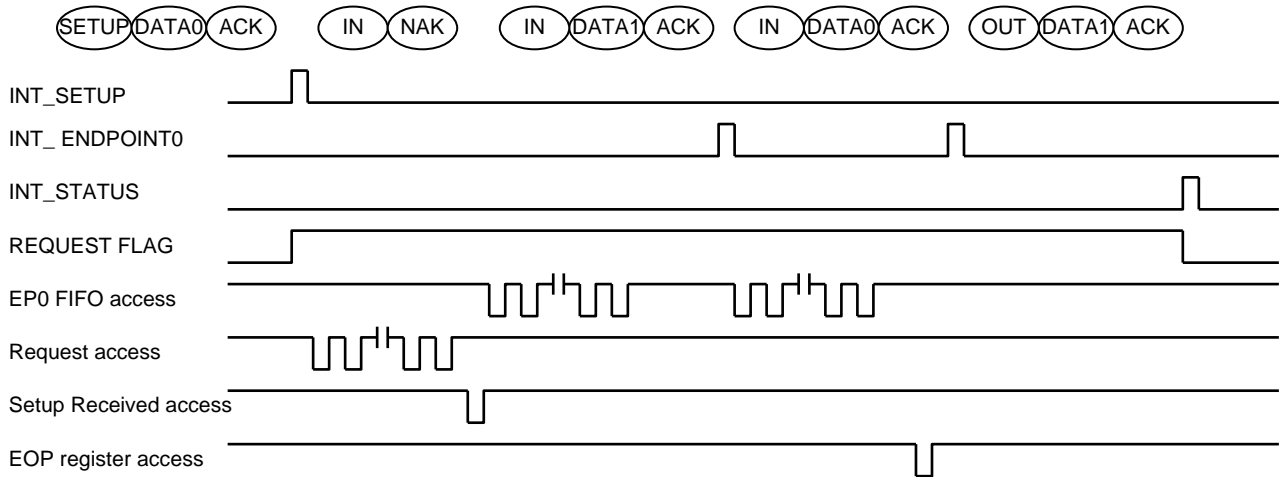 SETUP DATA0 ACK IN NAK IN DATA1 ACK IN DATA0 ACK OUT DATA1 ACK
INT_SETUP
INT_ ENDPOINT0
INT_STATUS
REQUEST FLAG
EP0 FIFO access
Request access
Setup Received access
EOP register access